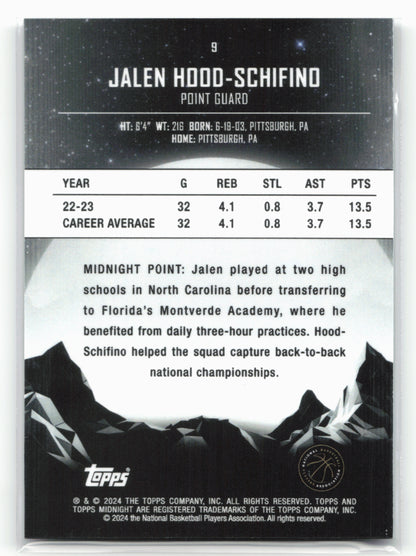 9
JALEN HOOD-SCHIFINO
POINT GUARD
HT: 6'4" WT: 216 BORN: 6-19-03, PITTSBURGH, PA
HOME: PITTSBURGH, PA
YEAR G REB STL AST PTS
22-23 32 4.1 0.8 3.7 13.5
CAREER AVERAGE 32 4.1 0.8 3.7 13.5
MIDNIGHT POINT: Jalen played at two high
schools in North Carolina before transferring
to Florida's Montverde Academy, where he
benefited from daily three-hour practices. Hood-
Schifino helped the squad capture back-to-back
national championships.
Topps
NATIONAL BASKETBALL PLAYERS ASSOCIATION
® & © 2024 THE TOPPS COMPANY, INC. ALL RIGHTS RESERVED. TOPPS AND
TOPPS MIDNIGHT ARE REGISTERED TRADEMARKS OF THE TOPPS COMPANY, INC.
© 2024 the National Basketball Players Association. All rights reserved.